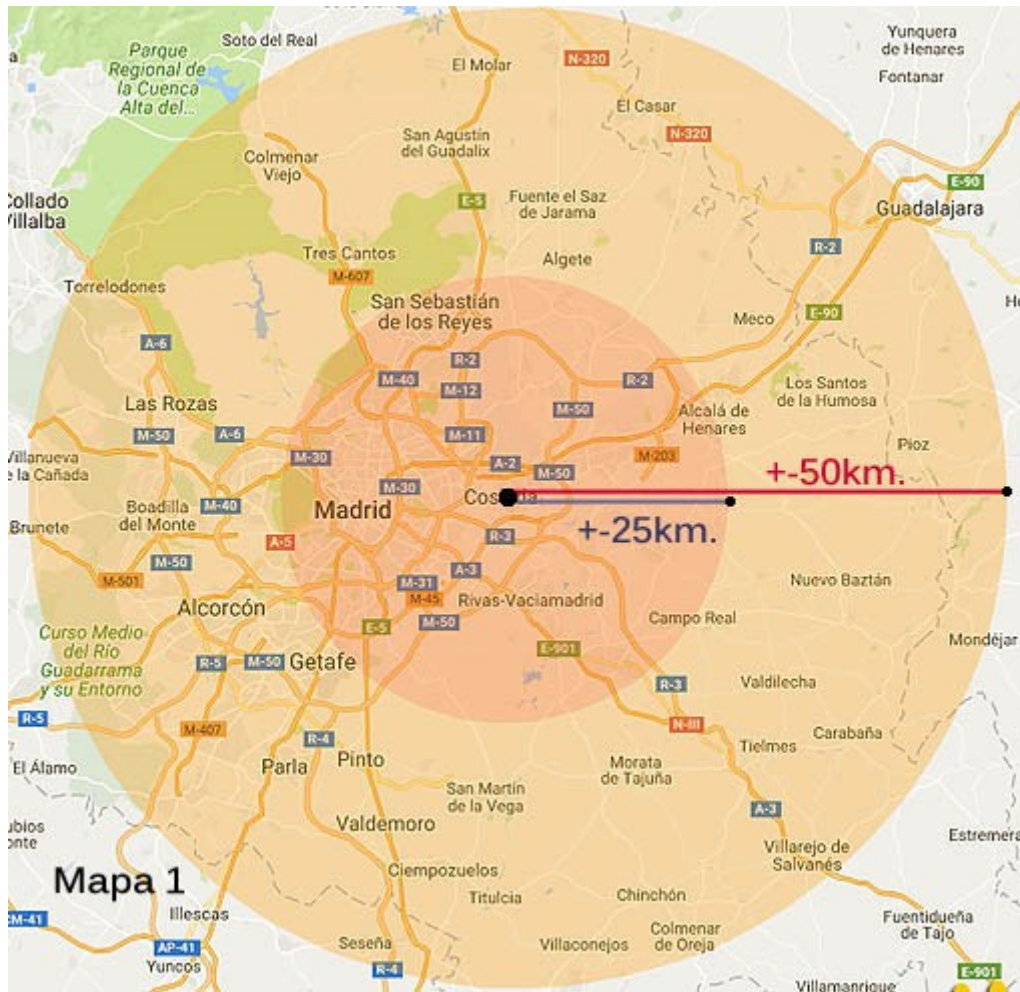 Soto del Real
Yunquera
de Henares
Parque
Regional de
la Cuenca
Alta del...
El Molar
N-320
Fontanar
El Casar
N-320
San Agustín
del Guadalix
Colmenar
Viejo
E-90
Collado
Villalba
E-5
Fuente el Saz
de Jarama
Guadalajara
R-2
Tres Cantos
Algete
M-607
Torrelodones
San Sebastián
de los Reyes
E-90
Meco
A-6
R-2
M-40
M-12
R-2
Los Santos
de la Humosa
Las Rozas
M-50
Alcalá de
Henares
M-50
A-6
M-11
Pioz
Villanueva
de la Cañada
M-30
A-2
M-50
M-203
+-50km.
M-30
Madrid
M-40
Boadilla
del Monte
Brunete
R-3
+-25km.
A-5
M-50
A-3
M-501
M-31
M-45
Nuevo Baztán
Rivas-Vaciamadrid
Alcorcón
M-50
E-5
Campo Real
Curso Medio
del Río
Guadarrama
y su Entorno
Mondéjar
E-901
R-5
M-50
Getafe
R-3
Valdilecha
R-5
M-407
N-III
Carabaña
R-4
Tielmes
Pinto
El Álamo
Parla
Morata
de Tajuña
San Martín
de la Vega
A-3
Valdemoro
Estremera
Villarejo de
Salvanés
Mapa 1
Ciempozuelos
Titulcia
Chinchón
Illescas
CM-41
Fuentidueña
de Tajo
Colmenar
de Oreja
Seseña
Villaconejos
AP-41
Yuncos
R-4
E-901
Villamanrique